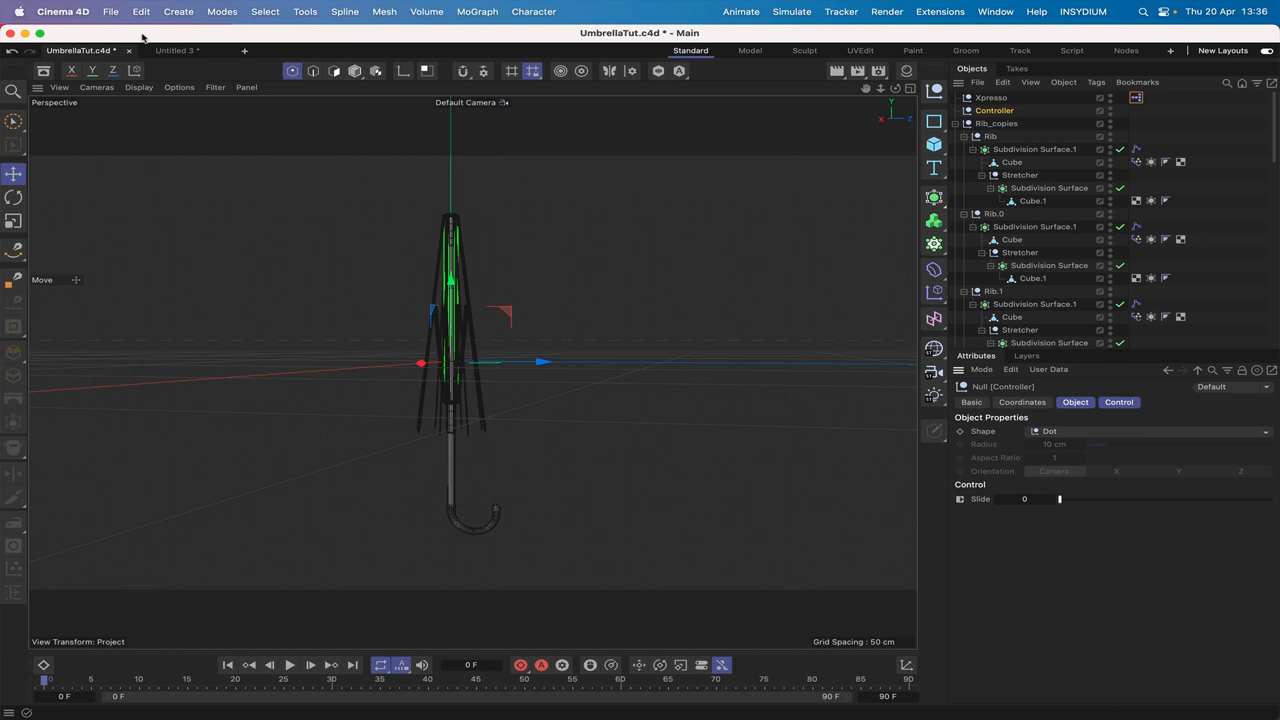 Cinema 4D File Edit Create Modes Select Tools Spline Mesh Volume MoGraph Character Animate Simulate Tracker Render Extensions Window Help INSYDIUM Thu 20 Apr 13:36
UmbrellaTut.c4d * - Main
UmbrellaTut.c4d * Untitled 3 * Standard Model Sculpt UVEdit Paint Groom Track Script Nodes New Layouts
X Y Z
Objects Takes
View Cameras Display Options Filter Panel
File Edit View Object Tags Bookmarks
Perspective Default Camera
Y X Z
Xpresso
Controller
Rib_copies
Rib
Subdivision Surface.1
Cube
Stretcher
Subdivision Surface
Cube.1
Rib.0
Subdivision Surface.1
Cube
Stretcher
Subdivision Surface
Cube.1
Rib.1
Subdivision Surface.1
Cube
Stretcher
Subdivision Surface
Move
Attributes Layers
Mode Edit User Data
Null [Controller] Default
Basic Coordinates Object Control
Object Properties
Shape Dot
Radius 10 cm
Aspect Ratio 1
Orientation Camera X Y Z
Control
Slide 0
View Transform: Project Grid Spacing : 50 cm
0 F
0 5 10 15 20 25 30 35 40 45 50 55 60 65 70 75 80 85 90
0 F 0 F 90 F 90 F